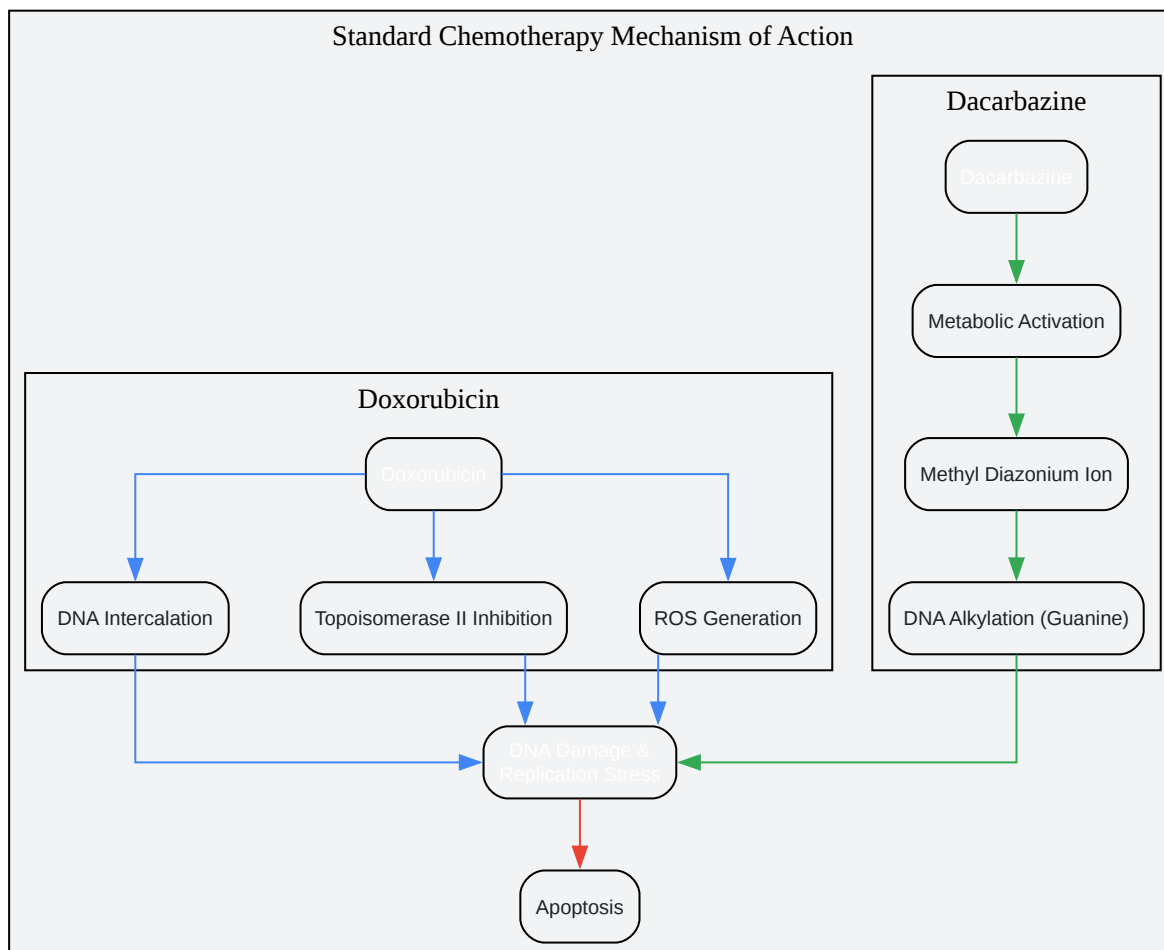 Standard Chemotherapy Mechanism of Action
Dacarbazine
Dacarbazine
Metabolic Activation
Methyl Diazonium Ion
DNA Alkylation (Guanine)
Doxorubicin
Doxorubicin
DNA Intercalation
Topoisomerase II Inhibition
ROS Generation
DNA Damage &
Replication Stress
Apoptosis